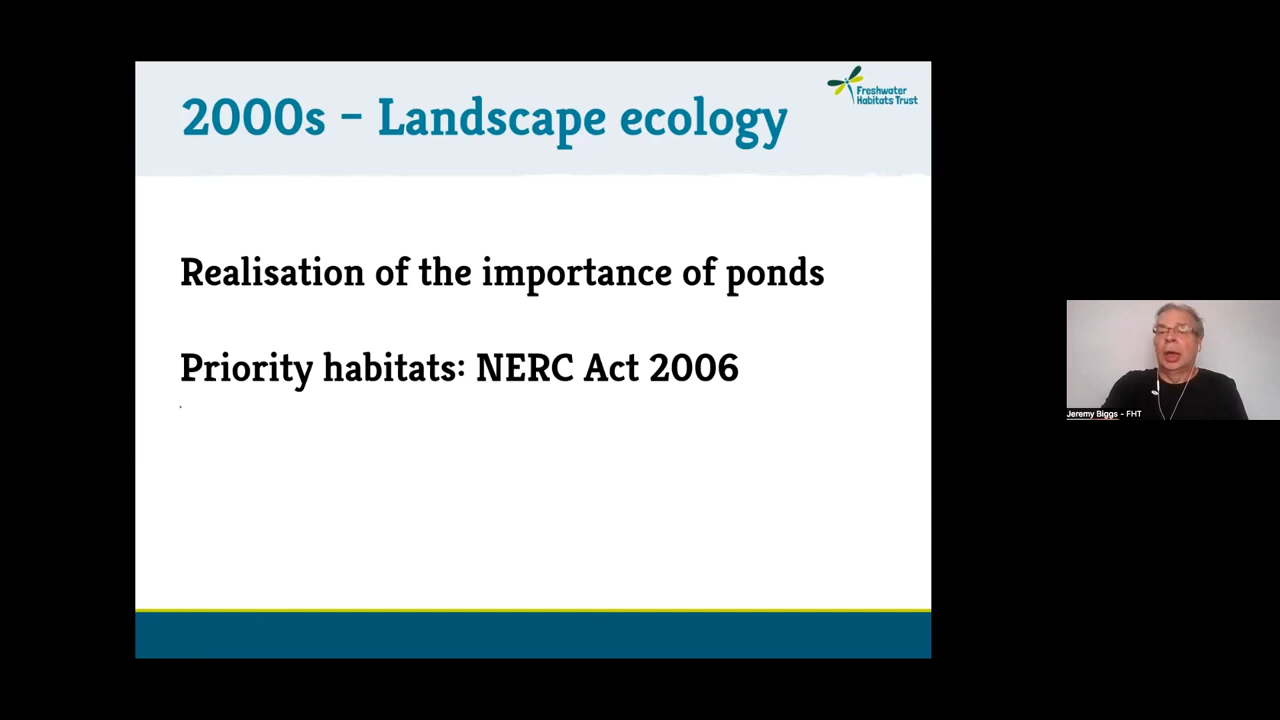 2000s – Landscape ecology
Freshwater
Habitats Trust
Realisation of the importance of ponds
Priority habitats: NERC Act 2006
Jeremy Biggs - FHT